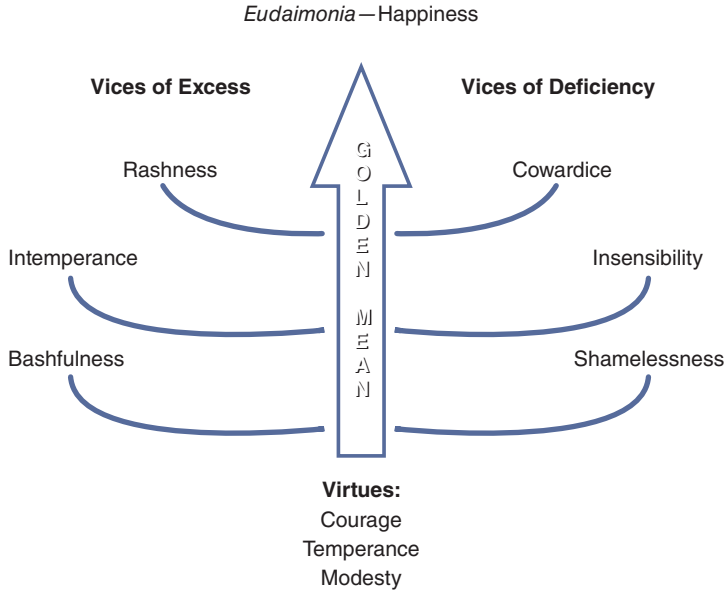 Eudaimonia—Happiness
Vices of Excess
Vices of Deficiency
Rashness
Cowardice
Intemperance
Insensibility
Bashfulness
Shamelessness
GOLDEN MEAN
Virtues:
Courage
Temperance
Modesty